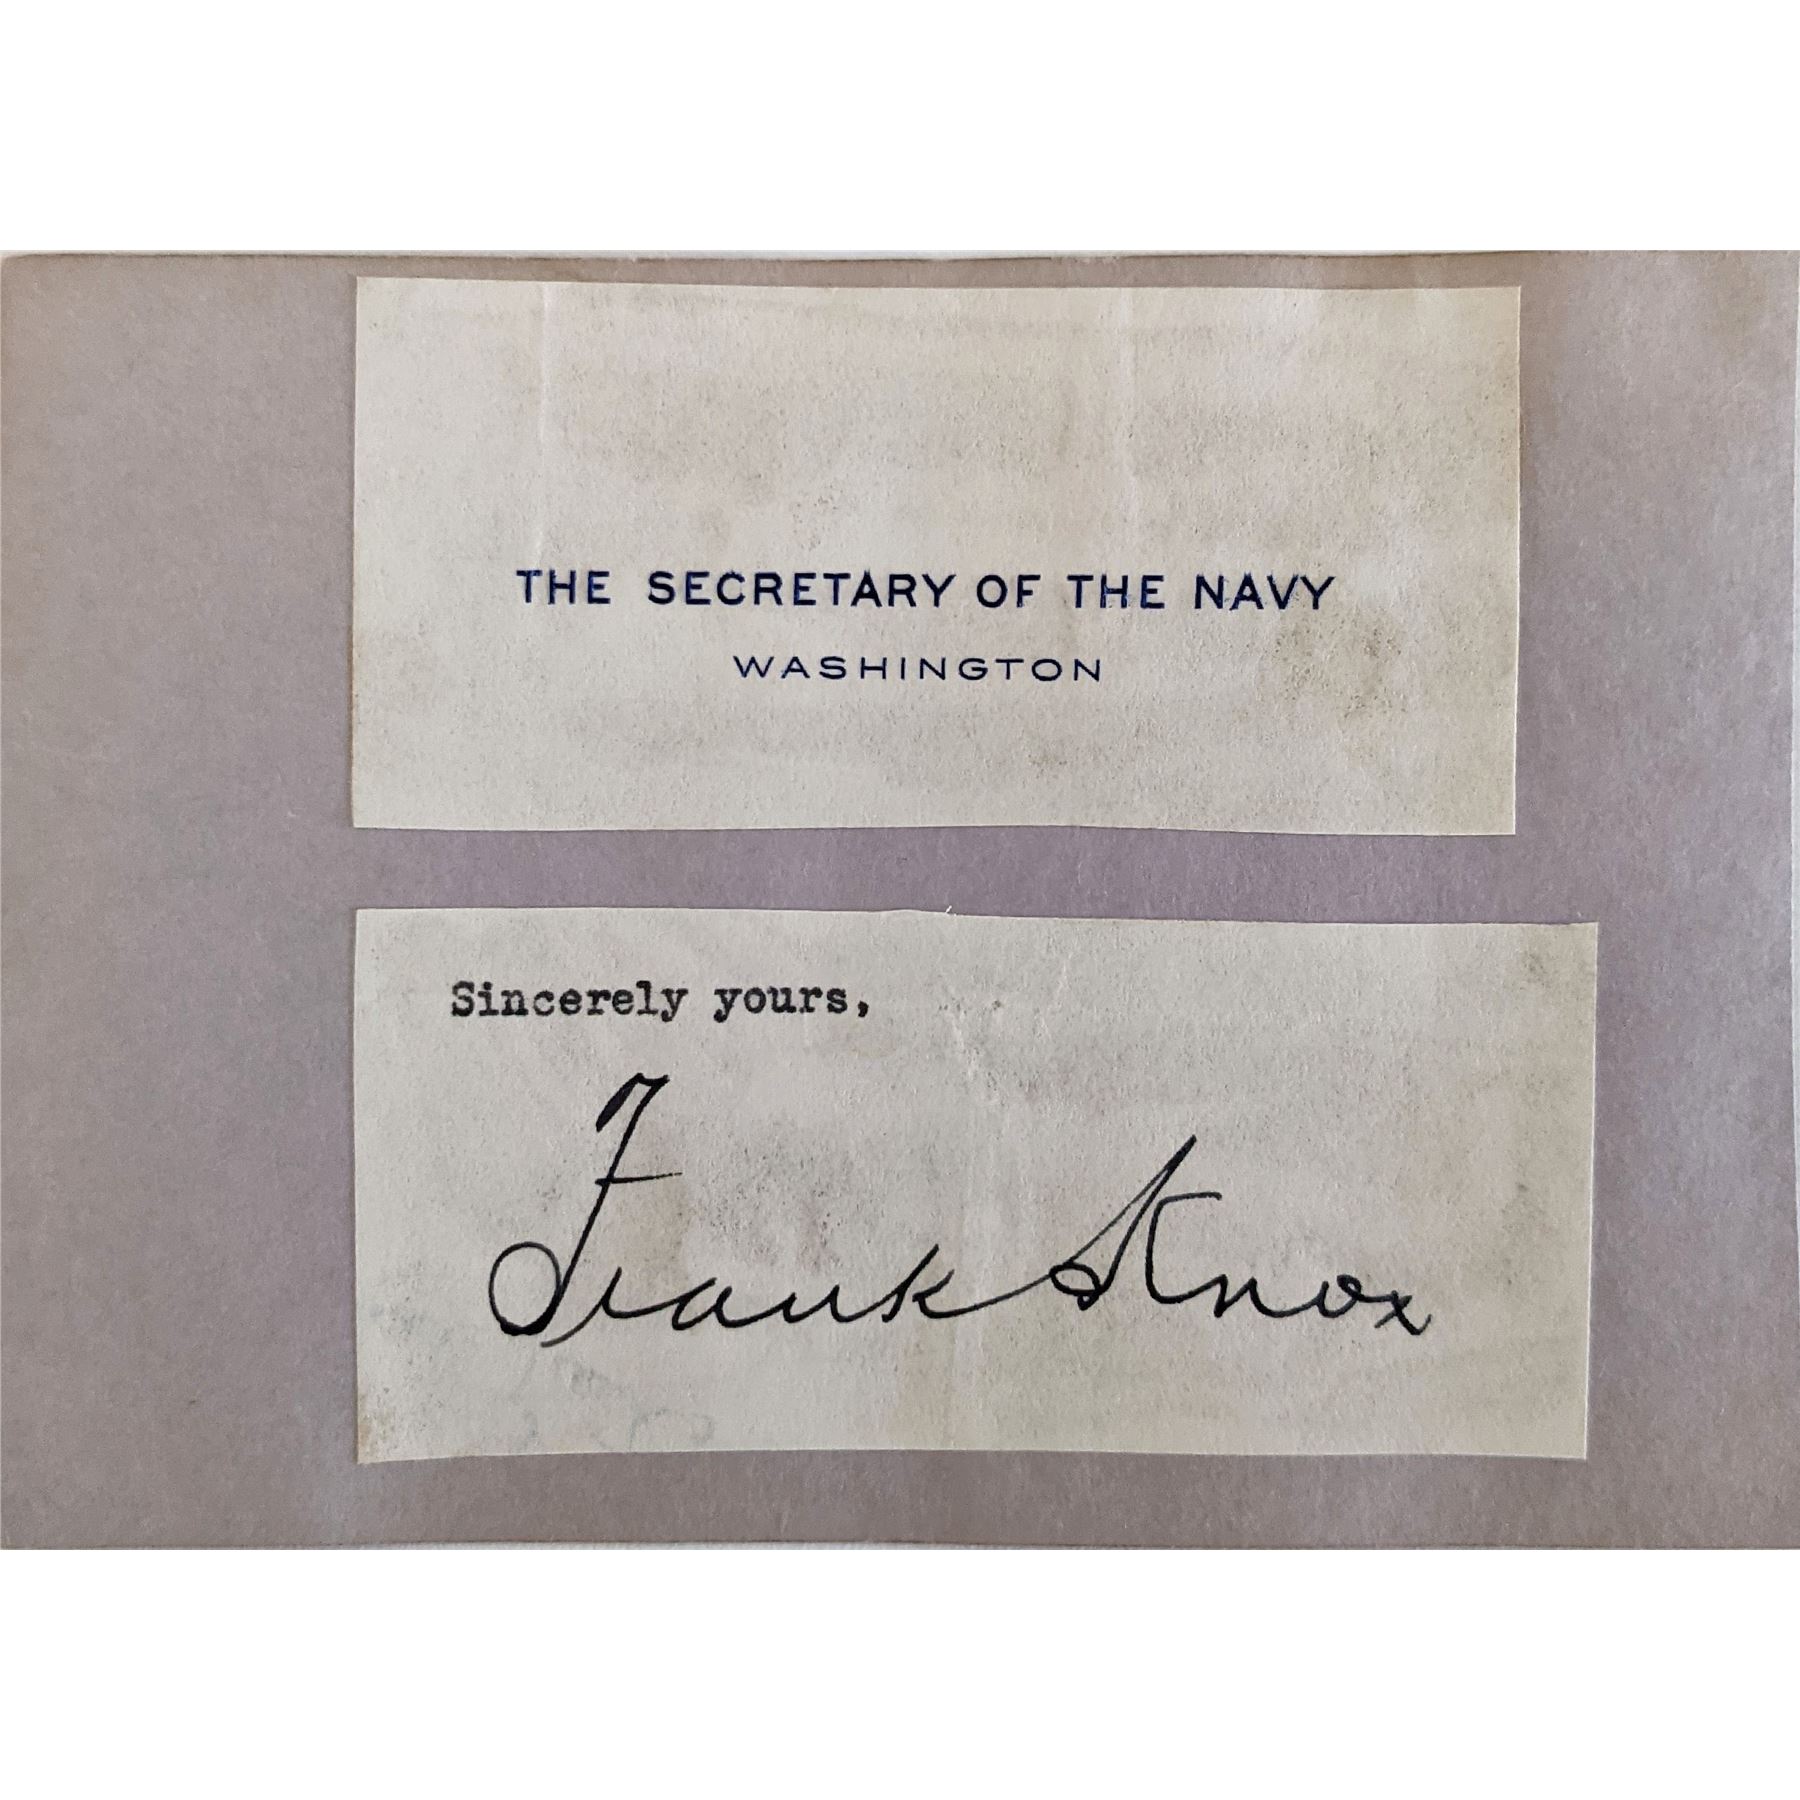 THE SECRETARY OF THE NAVY
WASHINGTON
Sincerely yours,
Frank Knox